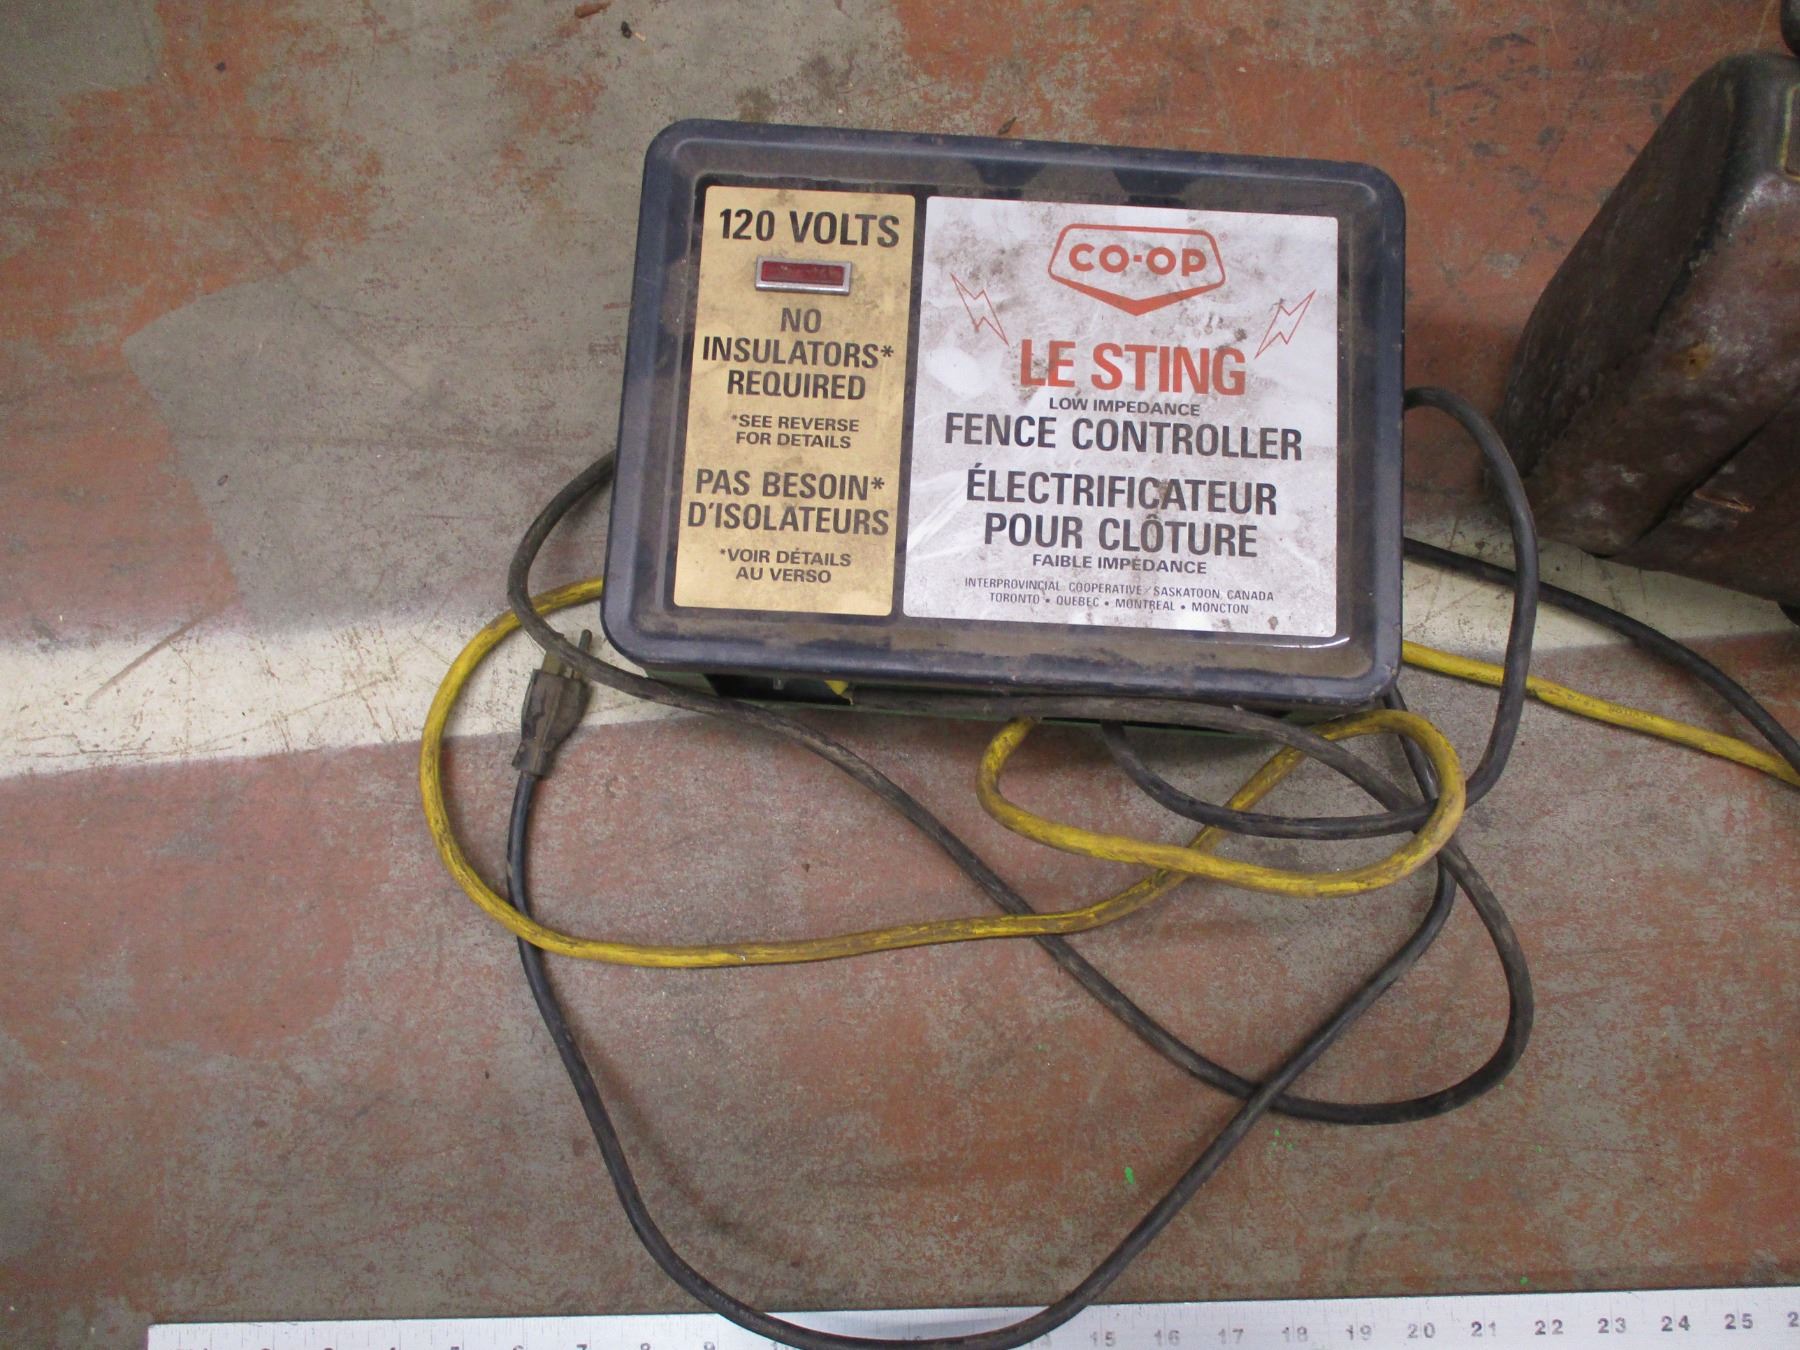 120 VOLTS
NO
INSULATORS*
REQUIRED
*SEE REVERSE
FOR DETAILS
PAS BESOIN*
D'ISOLATEURS
*VOIR DÉTAILS
AU VERSO
CO-OP
LE STING
LOW IMPEDANCE
FENCE CONTROLLER
ÉLECTRIFICATEUR
POUR CLÔTURE
FAIBLE IMPÉDANCE
INTERPROVINCIAL COOPERATIVE / SASKATOON, CANADA
TORONTO • QUEBEC • MONTREAL • MONCTON
15 16 17 18 19 20 21 22 23 24 25